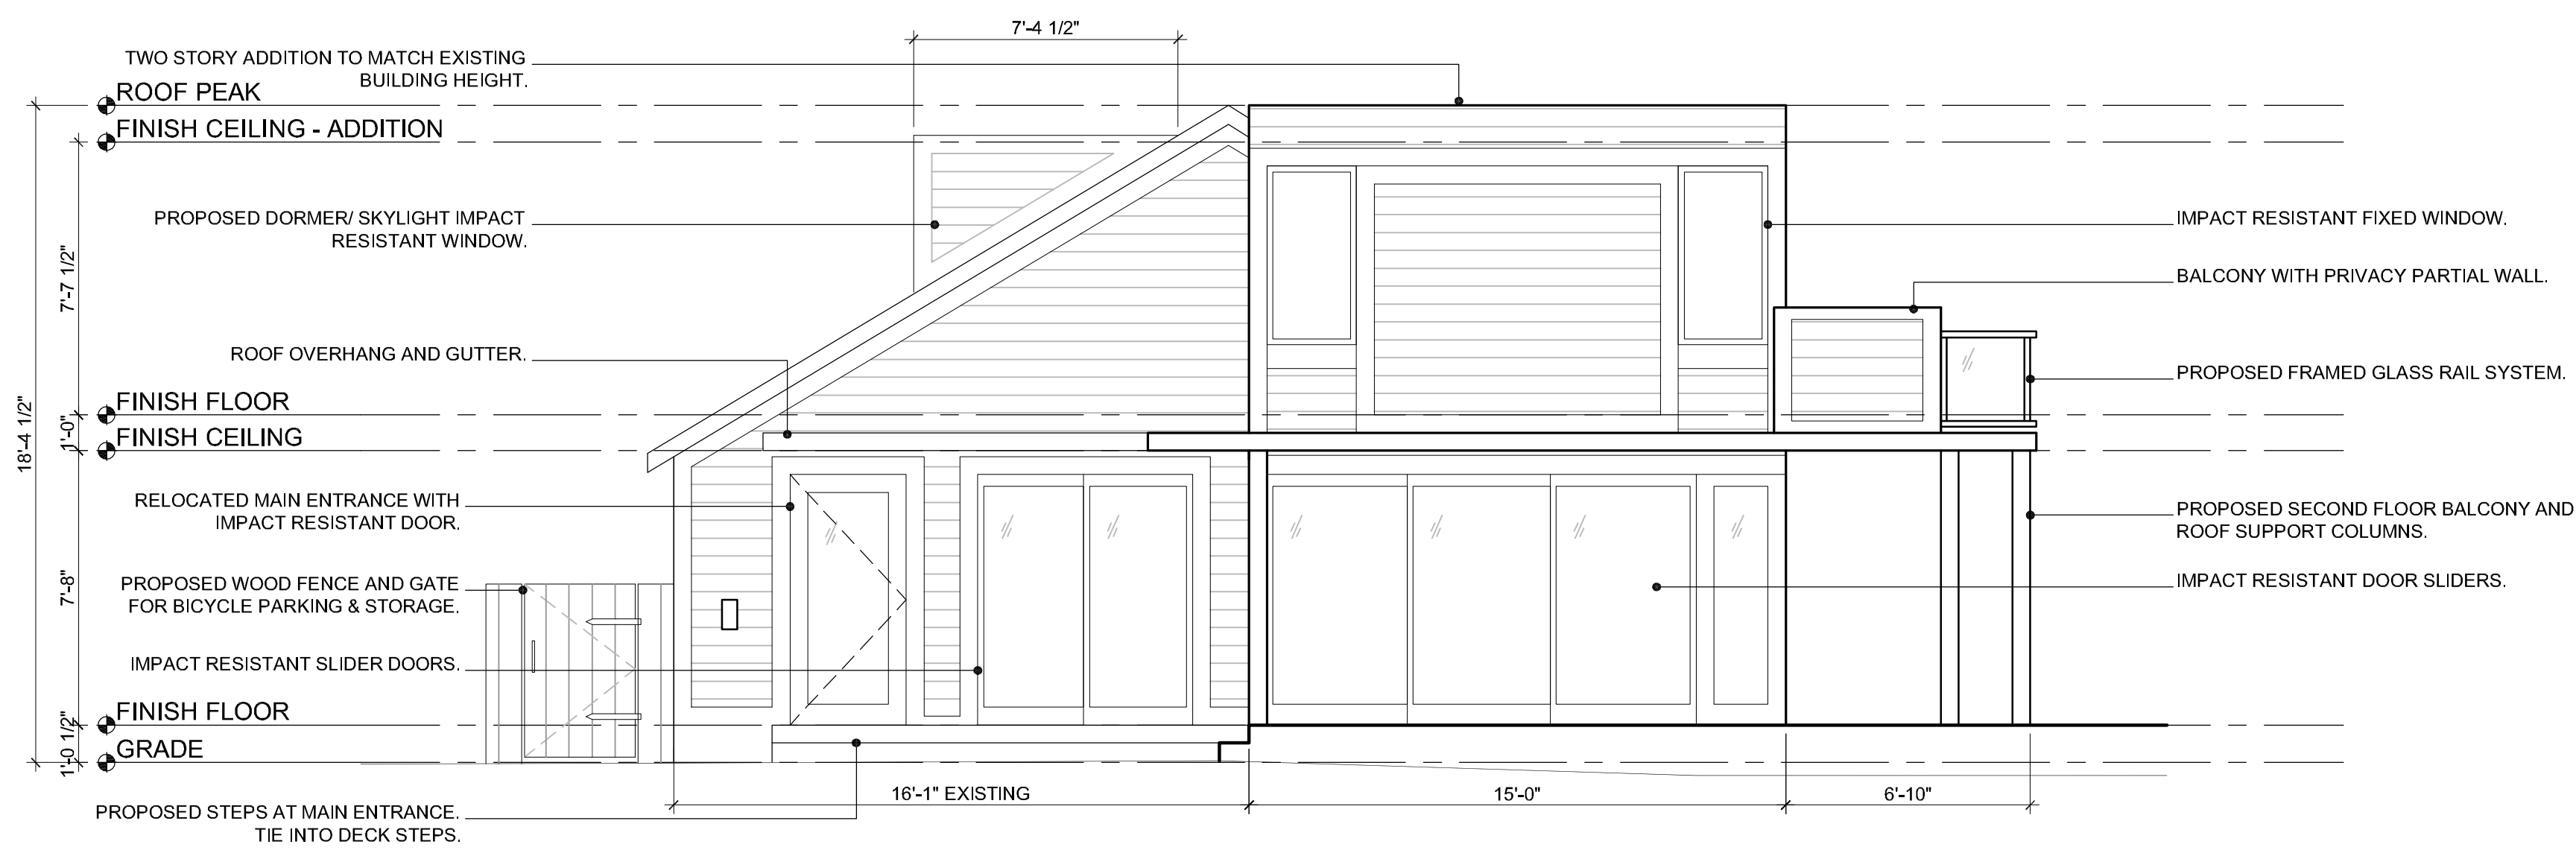 7'-4 1/2"
TWO STORY ADDITION TO MATCH EXISTING
BUILDING HEIGHT.
ROOF PEAK
FINISH CEILING - ADDITION
PROPOSED DORMER/ SKYLIGHT IMPACT
RESISTANT WINDOW.
IMPACT RESISTANT FIXED WINDOW.
7'-7 1/2"
BALCONY WITH PRIVACY PARTIAL WALL.
ROOF OVERHANG AND GUTTER.
PROPOSED FRAMED GLASS RAIL SYSTEM.
FINISH FLOOR
1'-0"
FINISH CEILING
18'-4 1/2"
RELOCATED MAIN ENTRANCE WITH
IMPACT RESISTANT DOOR.
PROPOSED SECOND FLOOR BALCONY AND
ROOF SUPPORT COLUMNS.
7'-8"
PROPOSED WOOD FENCE AND GATE
FOR BICYCLE PARKING & STORAGE.
IMPACT RESISTANT DOOR SLIDERS.
IMPACT RESISTANT SLIDER DOORS.
FINISH FLOOR
1'-0 1/2"
GRADE
16'-1" EXISTING
15'-0"
6'-10"
PROPOSED STEPS AT MAIN ENTRANCE.
TIE INTO DECK STEPS.